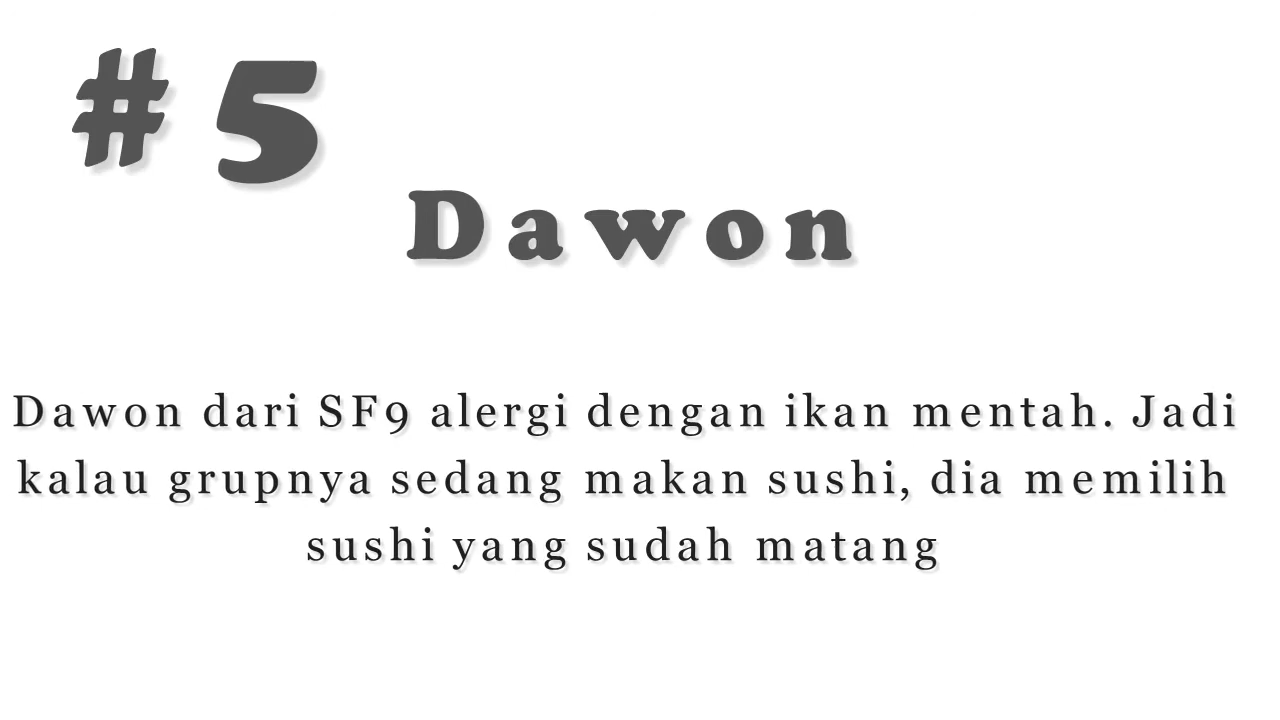 # 5
Dawon
Dawon dari SF9 alergi dengan ikan mentah. Jadi
kalau grupnya sedang makan sushi, dia memilih
sushi yang sudah matang